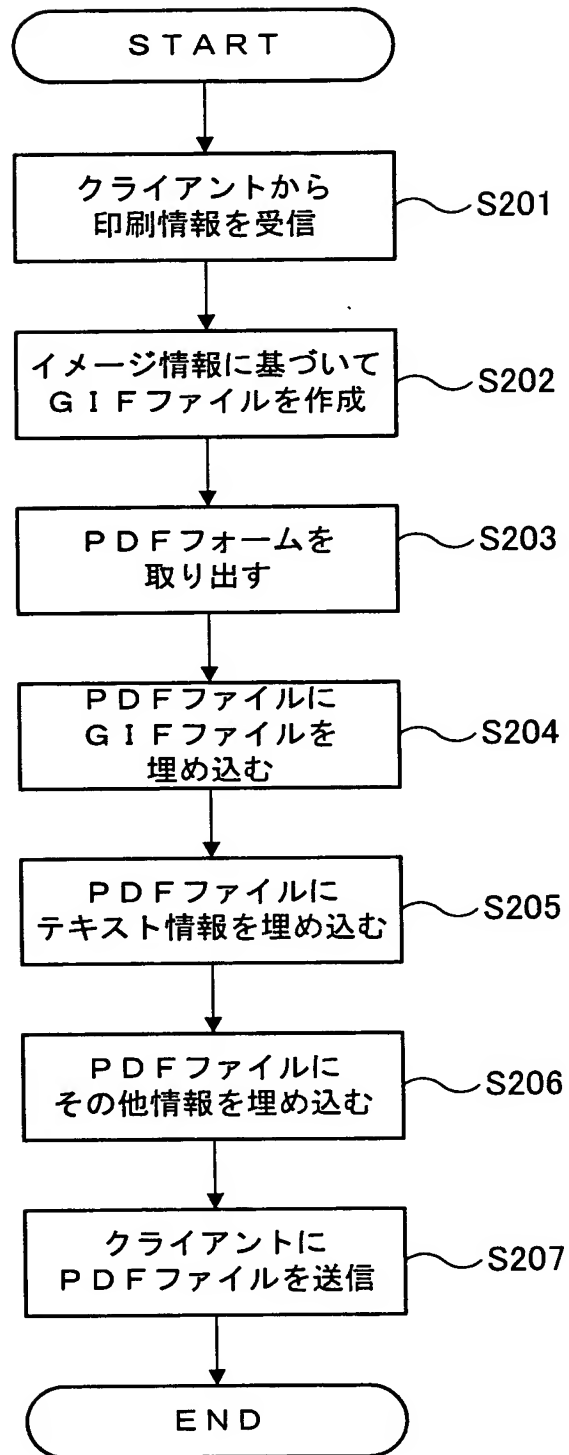 ＳＴＡＲＴ
クライアントから
印刷情報を受信
S201
イメージ情報に基づいて
ＧＩＦファイルを作成
S202
ＰＤＦフォームを
取り出す
S203
ＰＤＦファイルに
ＧＩＦファイルを
埋め込む
S204
ＰＤＦファイルに
テキスト情報を埋め込む
S205
ＰＤＦファイルに
その他情報を埋め込む
S206
クライアントに
ＰＤＦファイルを送信
S207
ＥＮＤ